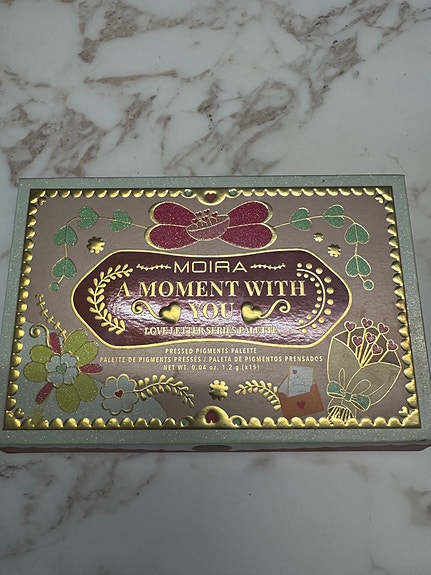 MOIRA
A MOMENT WITH
YOU
LOVE LETTER SERIES PALETTE
PRESSED PIGMENTS PALETTE
PALETTE DE PIGMENTS PRESSÉS / PALETA DE PIGMENTOS PRENSADOS
NET WT. 0.04 oz. 1.2 g (x15)